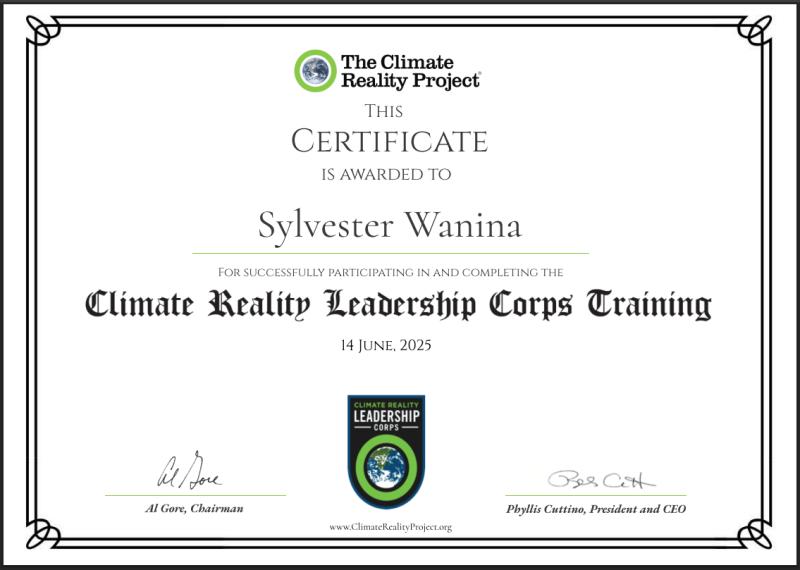 The Climate
Reality Project®
THIS
CERTIFICATE
IS AWARDED TO
Sylvester Wanina
FOR SUCCESSFULLY PARTICIPATING IN AND COMPLETING THE
Climate Reality Leadership Corps Training
14 JUNE, 2025
CLIMATE REALITY
LEADERSHIP
CORPS
Al Gore
Al Gore, Chairman
Phyllis Cuttino, President and CEO
www.ClimateRealityProject.org